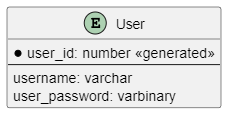 E User
user_id: number «generated»
username: varchar
user_password: varbinary